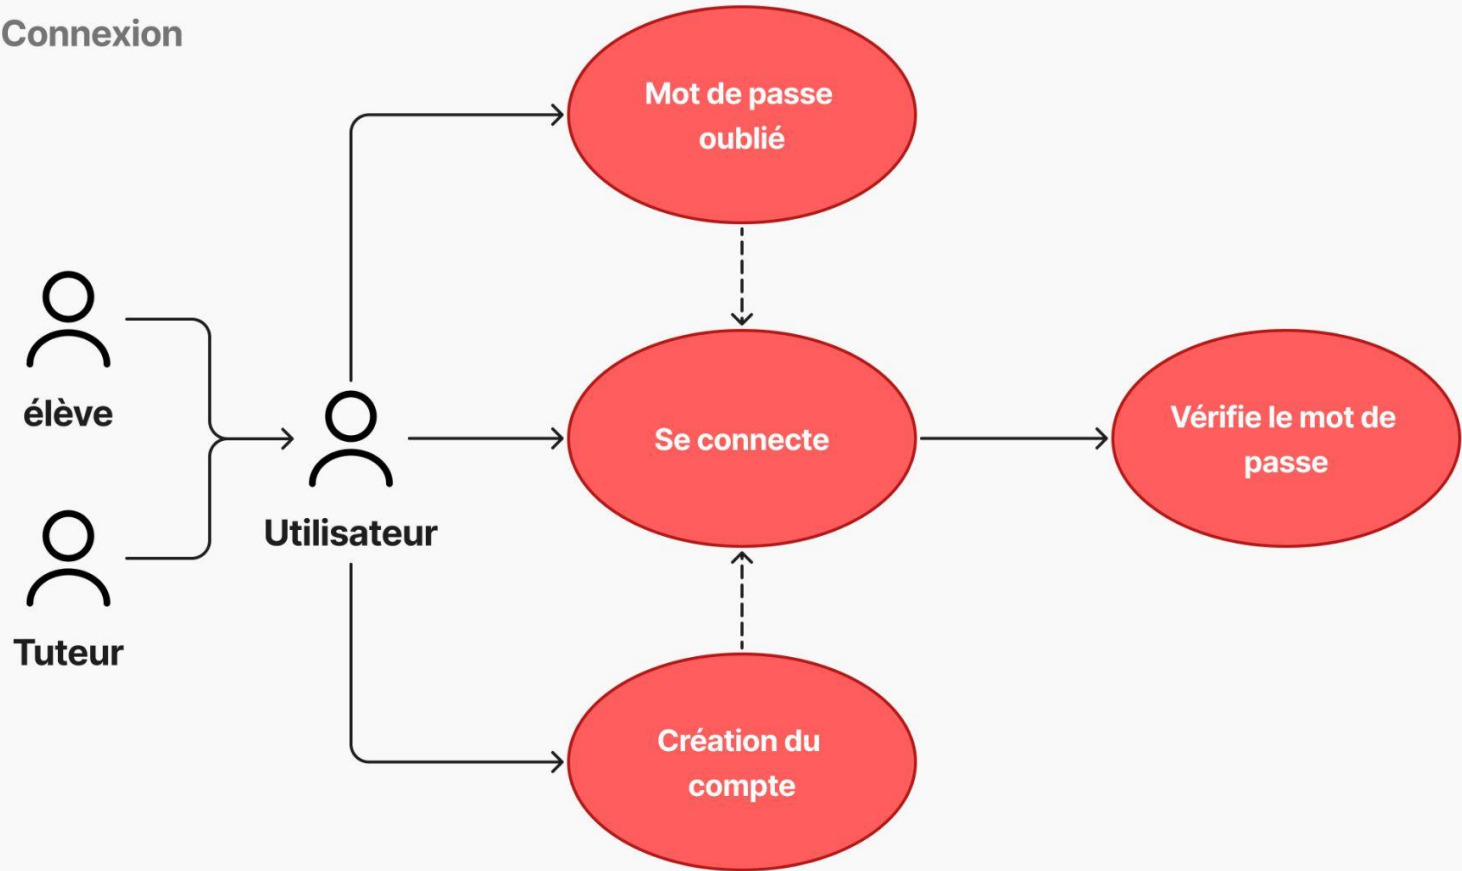 Connexion
Mot de passe
oublié
élève
Se connecte
Vérifie le mot de
passe
Utilisateur
Tuteur
Création du
compte